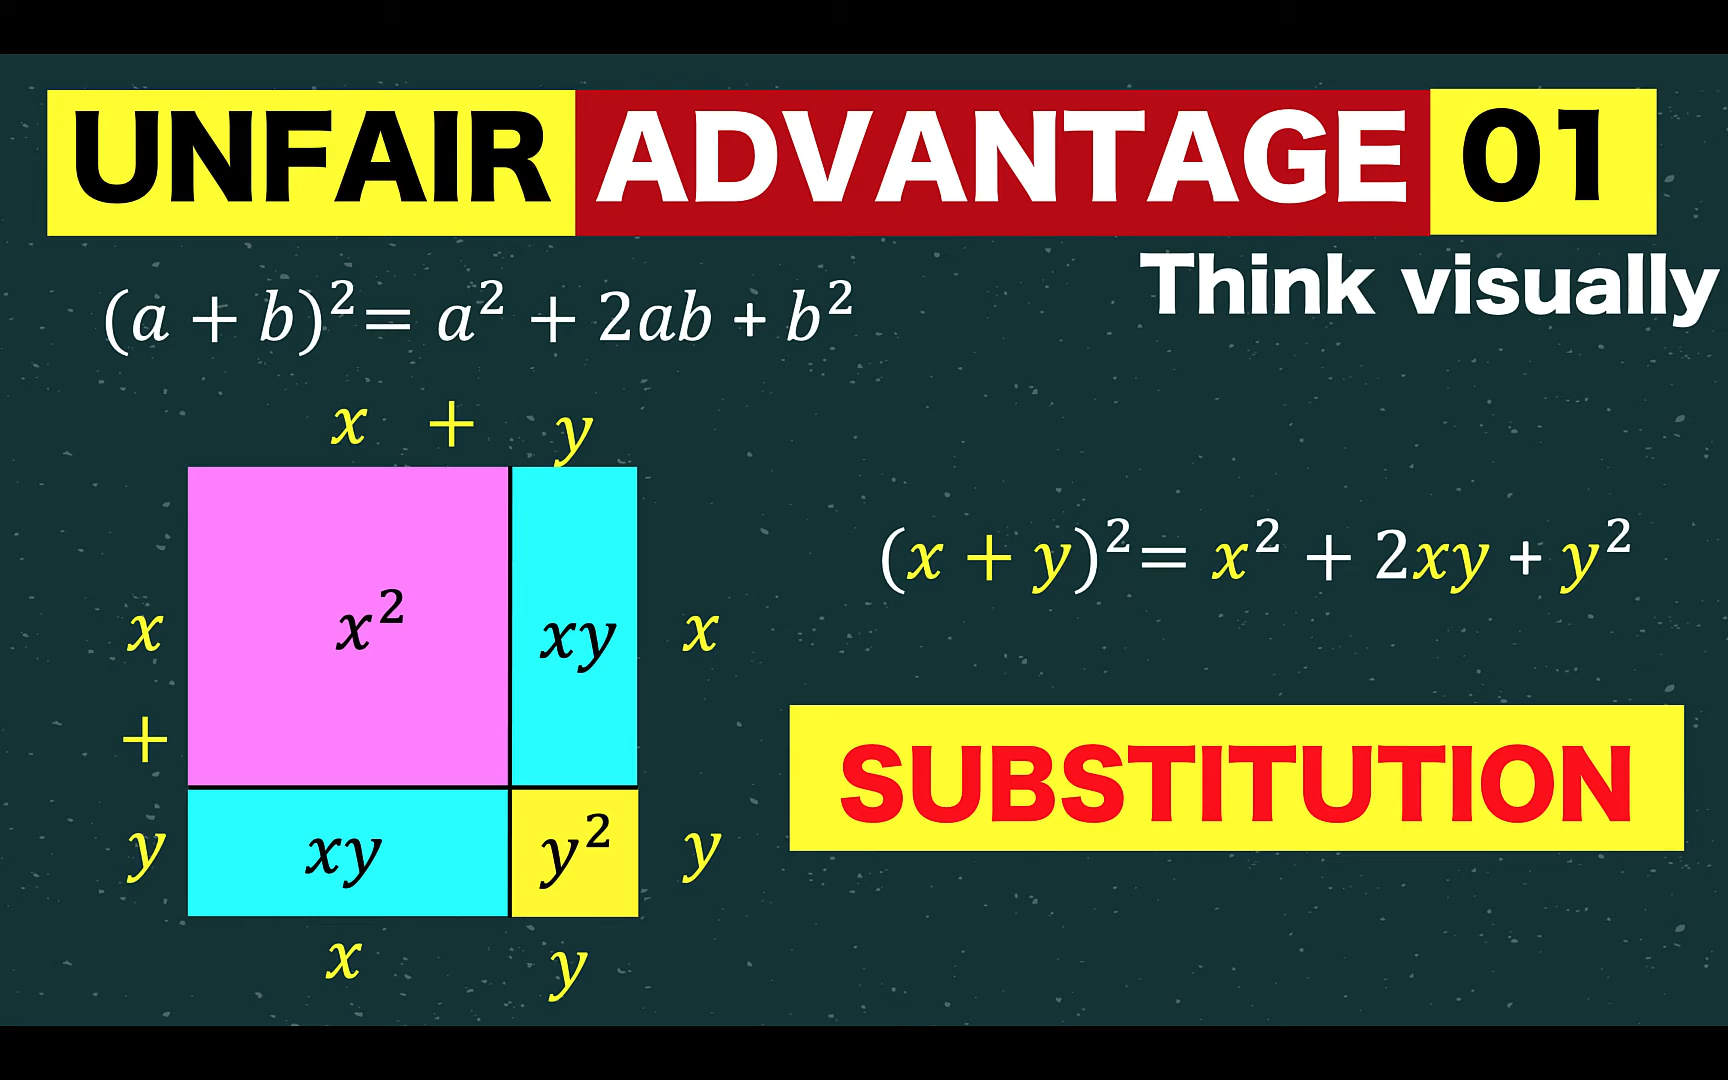 UNFAIR ADVANTAGE 01
Think visually
(a + b)² = a² + 2ab + b²
x + y
x² xy
x x
(x + y)² = x² + 2xy + y²
+
SUBSTITUTION
y xy y² y
x y